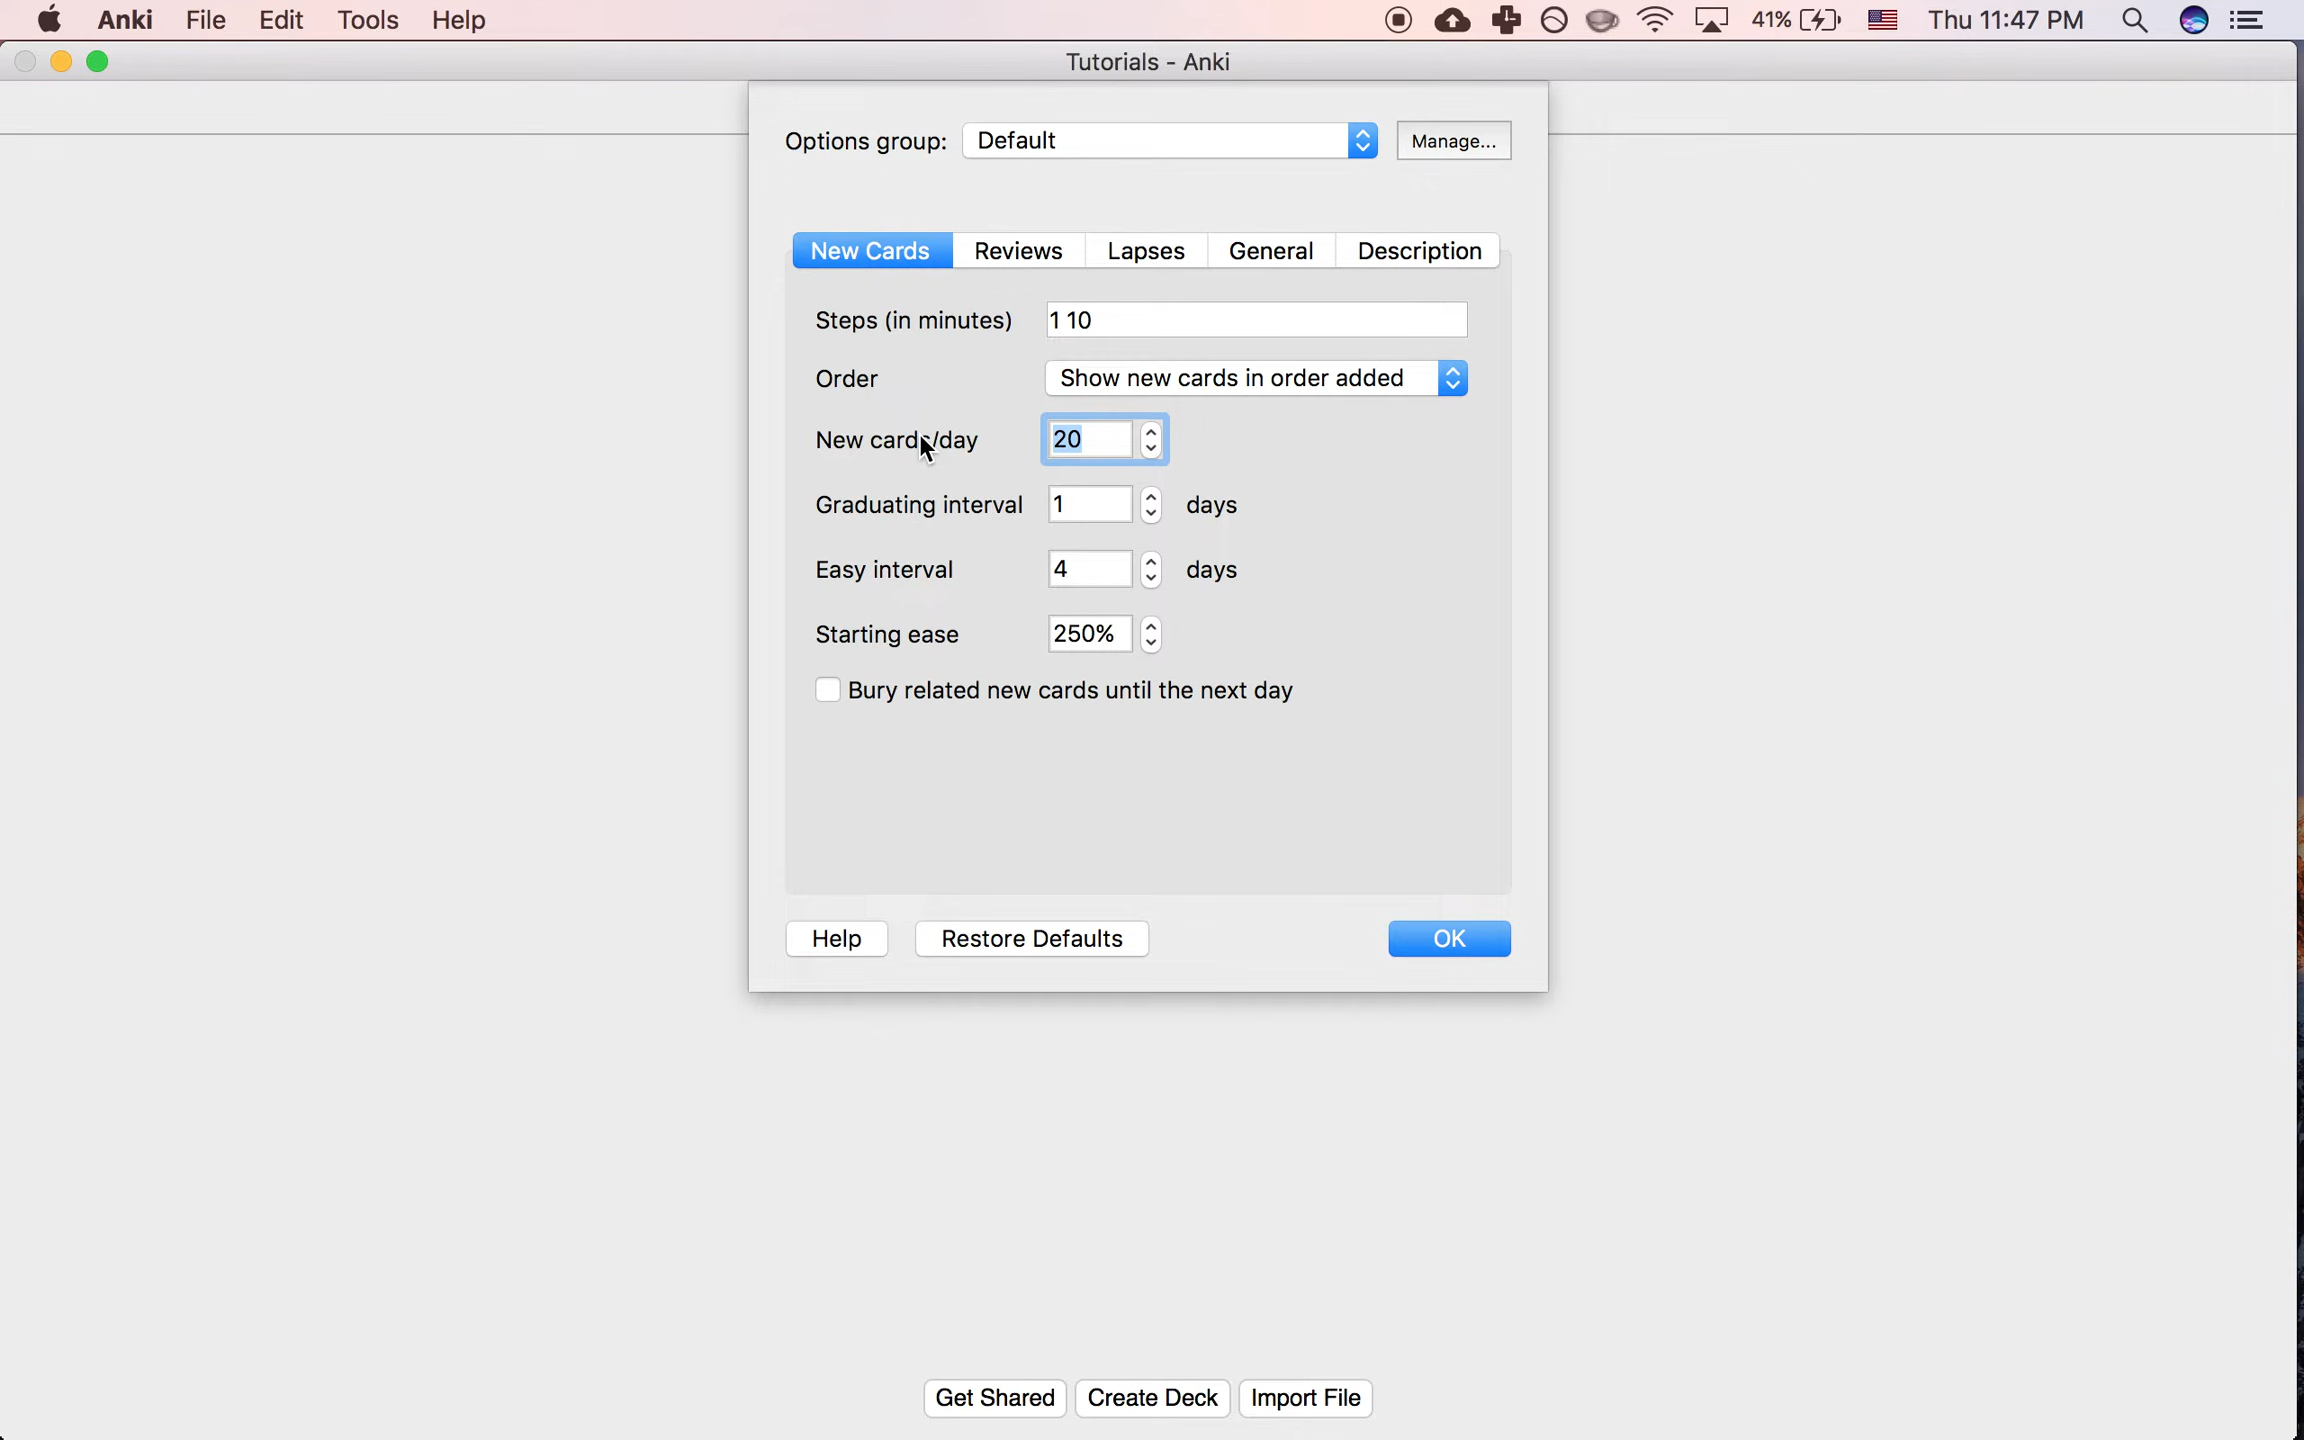 Anki File Edit Tools Help 41% Thu 11:47 PM
Tutorials - Anki
Options group: Default Manage...
New Cards Reviews Lapses General Description
Steps (in minutes) 1 10
Order Show new cards in order added
New cards/day 20
Graduating interval 1 days
Easy interval 4 days
Starting ease 250%
Bury related new cards until the next day
Help Restore Defaults OK
Get Shared Create Deck Import File